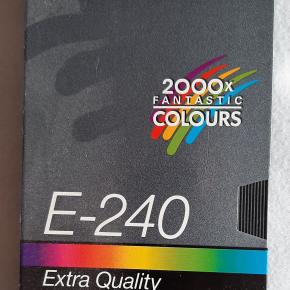 2000x
FANTASTIC
COLOURS
E-240
Extra Quality